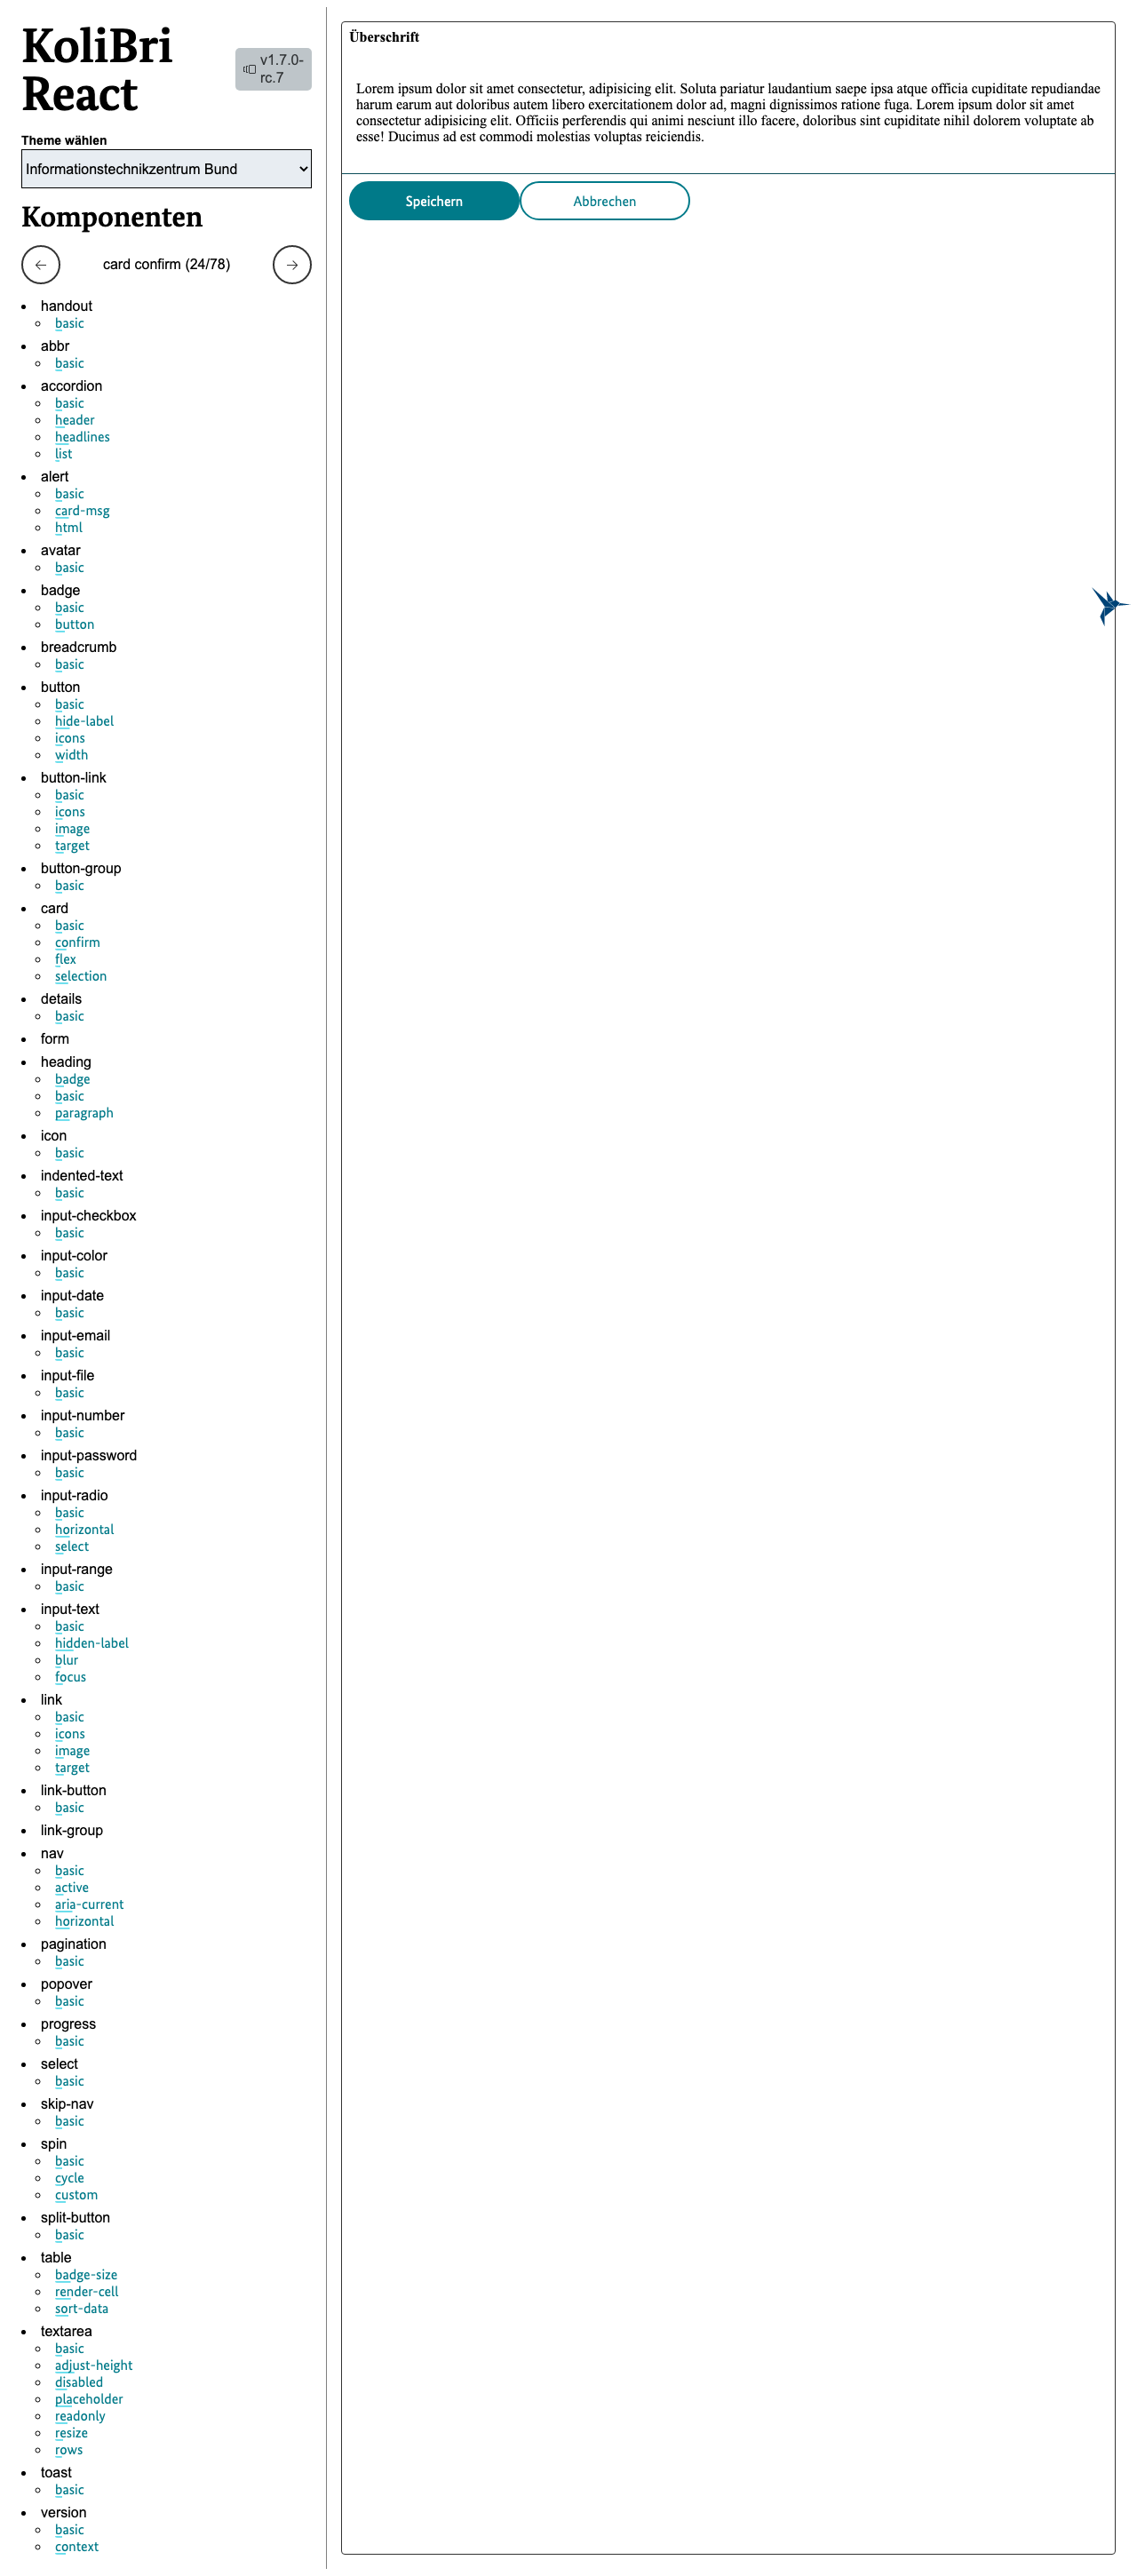 KoliBri
React
v1.7.0-
rc.7
Theme wählen
Informationstechnikzentrum Bund
Komponenten
card confirm (24/78)
handout
basic
abbr
basic
accordion
basic
header
headlines
list
alert
basic
card-msg
html
avatar
basic
badge
basic
button
breadcrumb
basic
button
basic
hide-label
icons
width
button-link
basic
icons
image
target
button-group
basic
card
basic
confirm
flex
selection
details
basic
form
heading
badge
basic
paragraph
icon
basic
indented-text
basic
input-checkbox
basic
input-color
basic
input-date
basic
input-email
basic
input-file
basic
input-number
basic
input-password
basic
input-radio
basic
horizontal
select
input-range
basic
input-text
basic
hidden-label
blur
focus
link
basic
icons
image
target
link-button
basic
link-group
nav
basic
active
aria-current
horizontal
pagination
basic
popover
basic
progress
basic
select
basic
skip-nav
basic
spin
basic
cycle
custom
split-button
basic
table
badge-size
render-cell
sort-data
textarea
basic
adjust-height
disabled
placeholder
readonly
resize
rows
toast
basic
version
basic
context
Überschrift
Lorem ipsum dolor sit amet consectetur, adipisicing elit. Soluta pariatur laudantium saepe ipsa atque officia cupiditate repudiandae
harum earum aut doloribus autem libero exercitationem dolor ad, magni dignissimos ratione fuga. Lorem ipsum dolor sit amet
consectetur adipisicing elit. Officiis perferendis qui animi nesciunt illo facere, doloribus sint cupiditate nihil dolorem voluptate ab
esse! Ducimus ad est commodi molestias voluptas reiciendis.
Speichern
Abbrechen